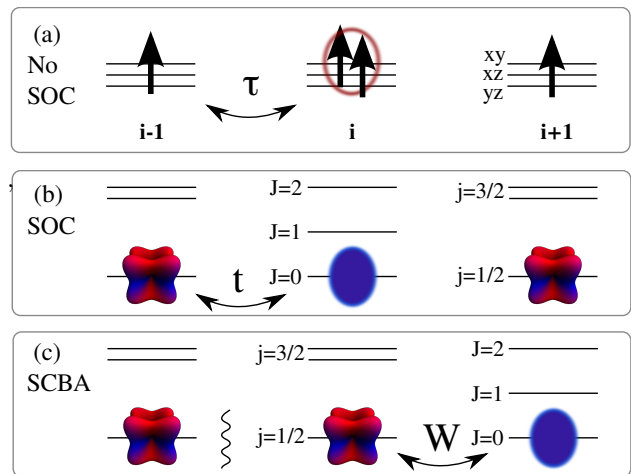 (a)
No
SOC
τ
xy
xz
yz
i-1
i
i+1
,
(b)
SOC
J=2
J=1
J=0
t
j=3/2
j=1/2
(c)
SCBA
j=3/2
j=1/2
W
J=2
J=1
J=0